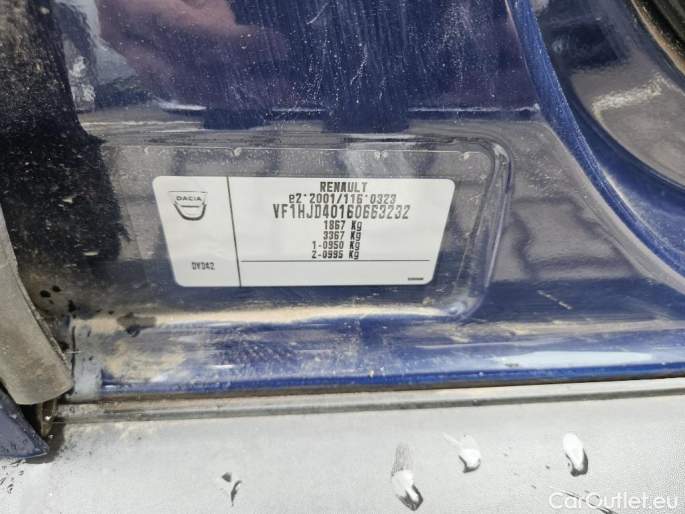 RENAULT
e2*2001/116*0323
VF1HJD40160663232
1867 Kg
3367 Kg
1-0950 Kg
2-0995 Kg
DACIA
DV342
CarOutlet.eu